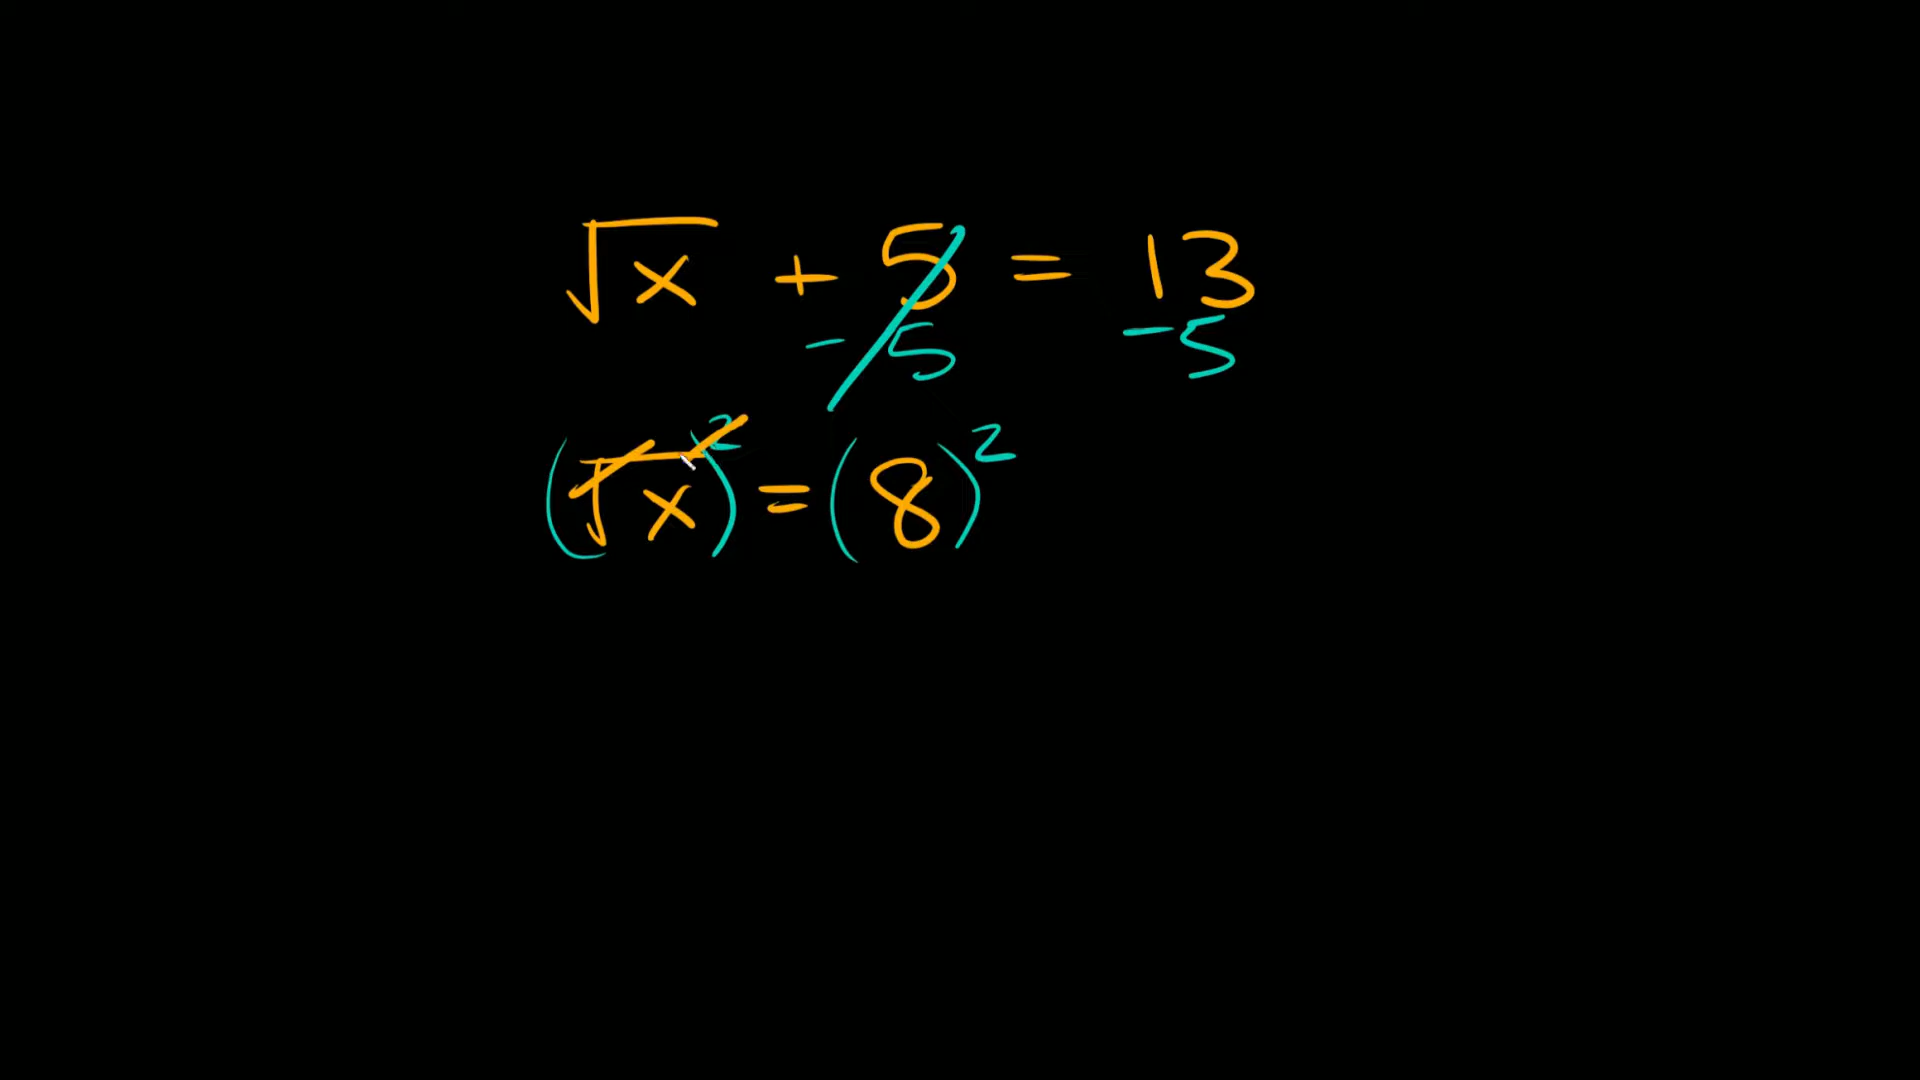 √x + 5 = 13
- 5 -5
(√x)² = (8)²